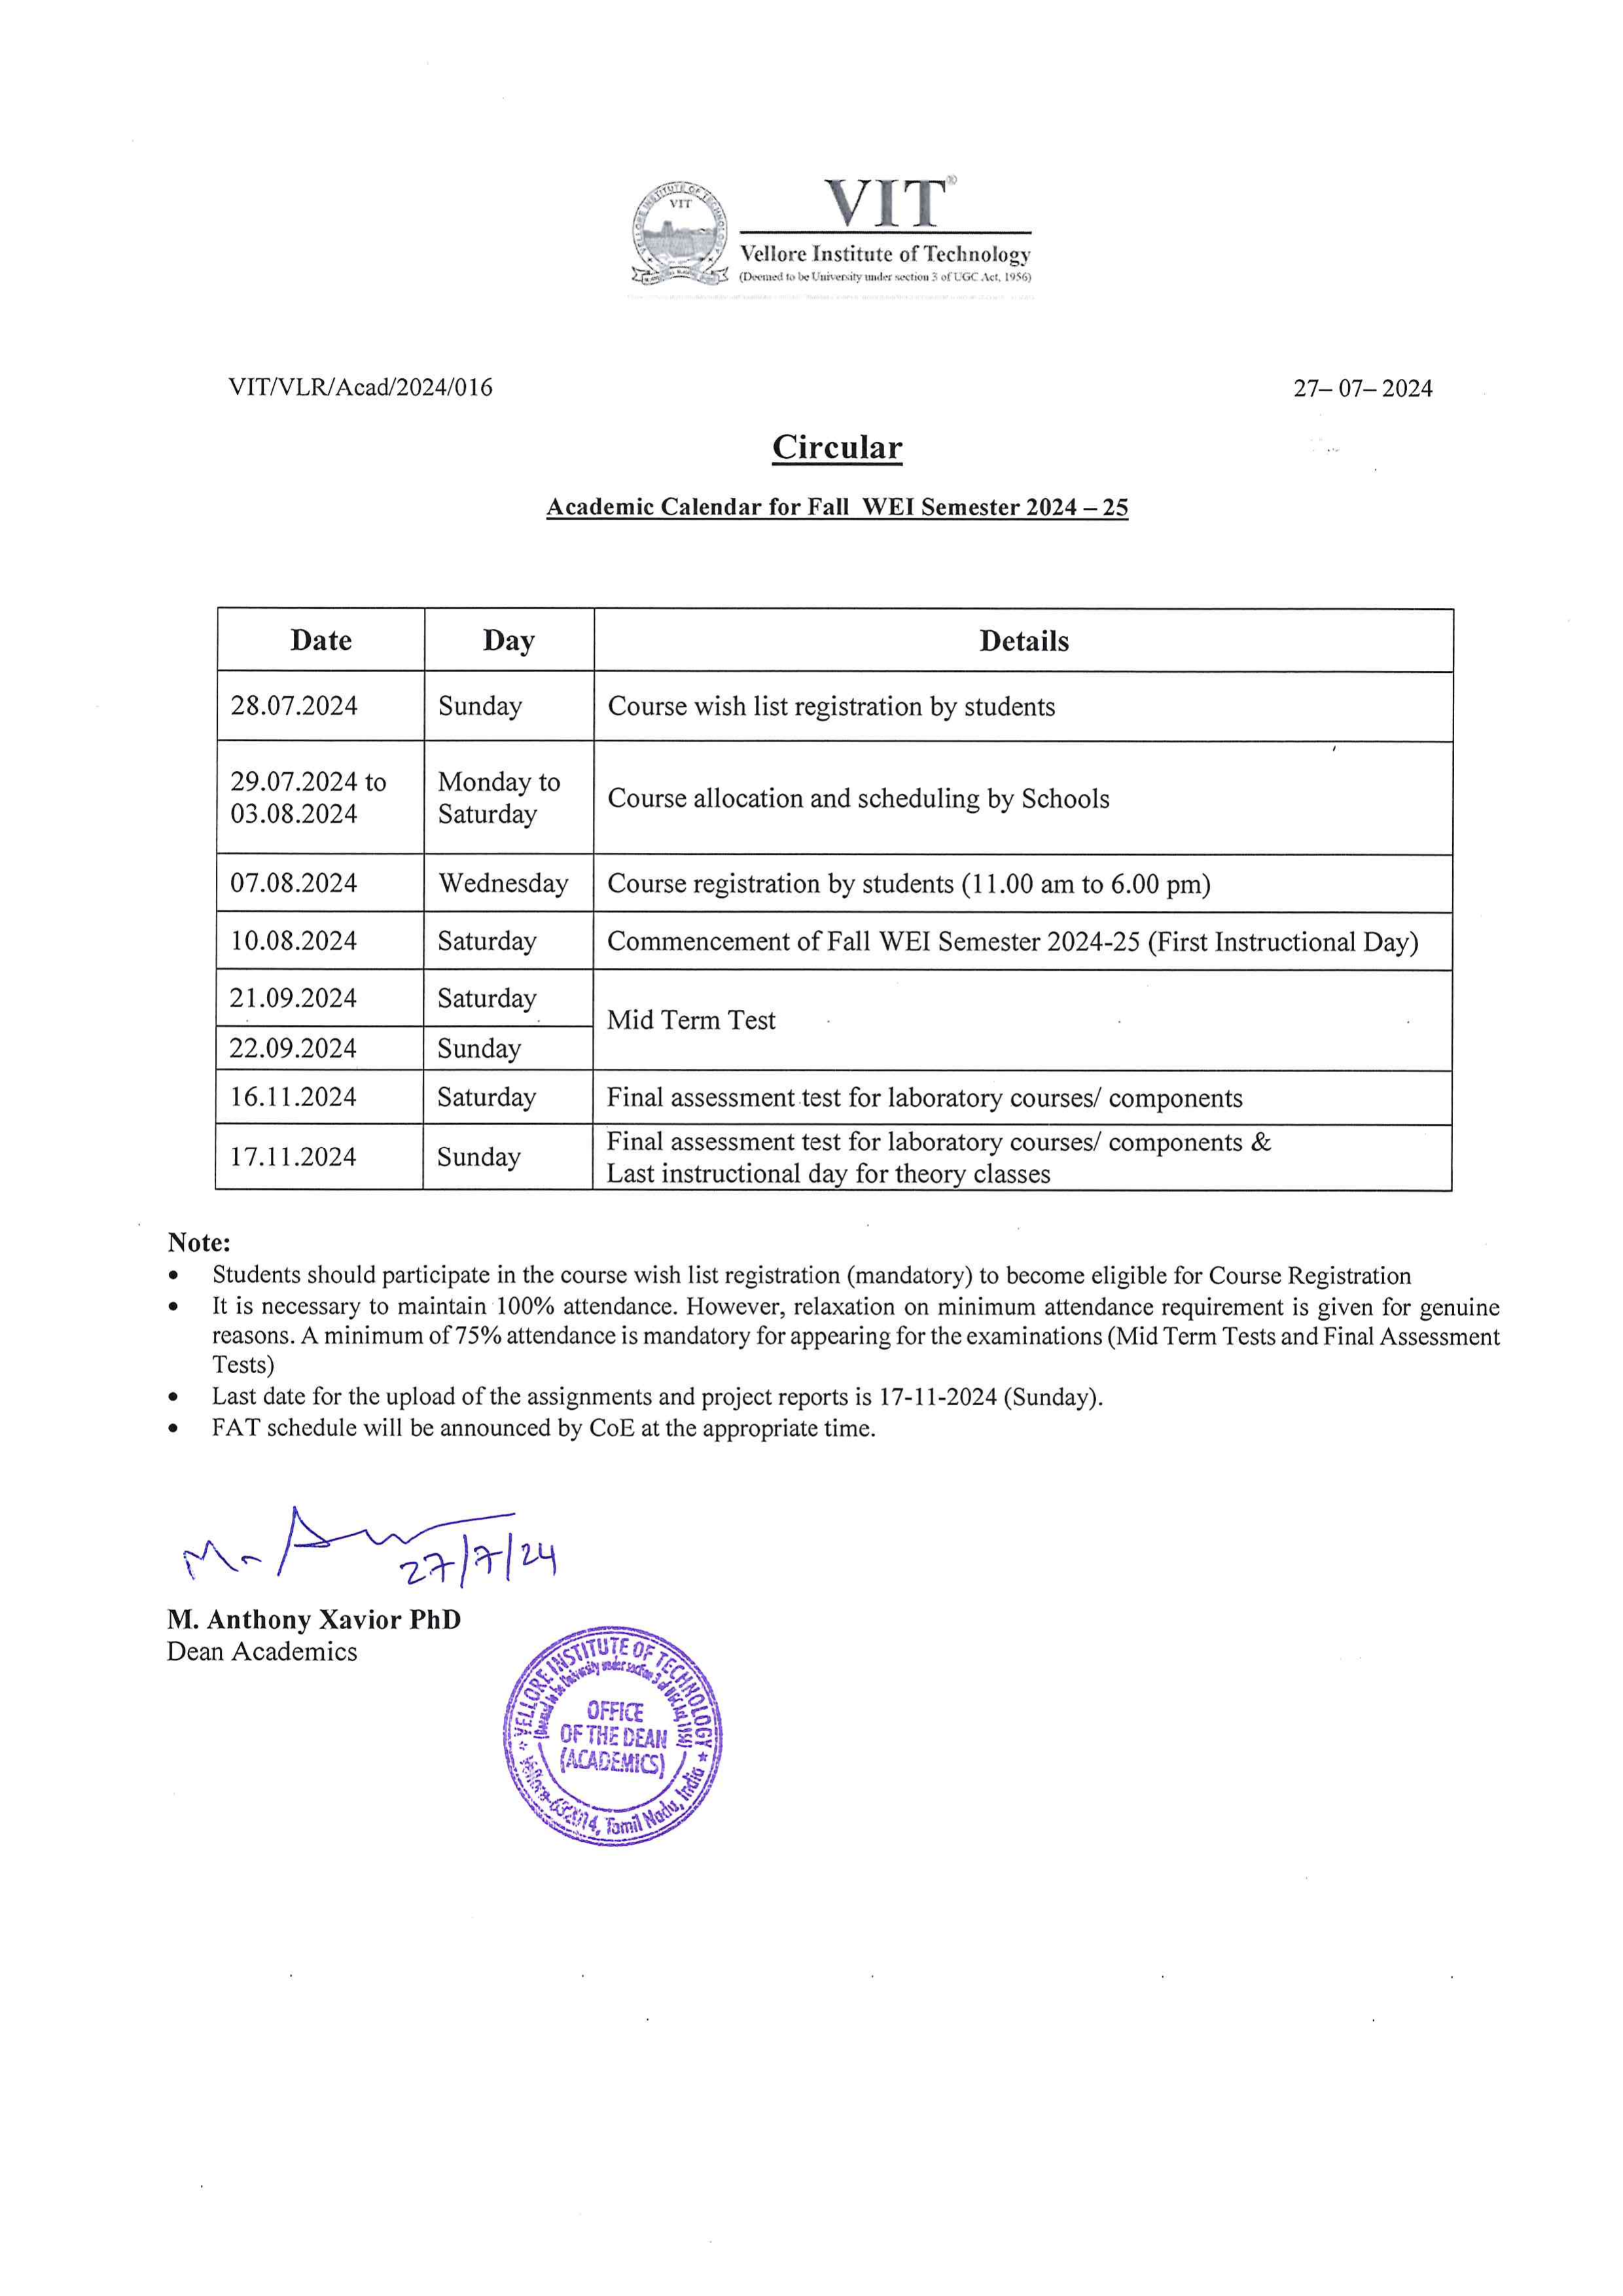 VELLORE INSTITUTE OF TECHNOLOGY
VIT
VIT®
Vellore Institute of Technology
(Deemed to be University under section 3 of UGC Act, 1956)
VIT/VLR/Acad/2024/016
27– 07– 2024
Circular
Academic Calendar for Fall WEI Semester 2024 – 25
Date Day Details
28.07.2024 Sunday Course wish list registration by students
29.07.2024 to 03.08.2024 Monday to Saturday Course allocation and scheduling by Schools
07.08.2024 Wednesday Course registration by students (11.00 am to 6.00 pm)
10.08.2024 Saturday Commencement of Fall WEI Semester 2024-25 (First Instructional Day)
21.09.2024 Saturday Mid Term Test
22.09.2024 Sunday
16.11.2024 Saturday Final assessment test for laboratory courses/ components
17.11.2024 Sunday Final assessment test for laboratory courses/ components &
Last instructional day for theory classes
Note:
• Students should participate in the course wish list registration (mandatory) to become eligible for Course Registration
• It is necessary to maintain 100% attendance. However, relaxation on minimum attendance requirement is given for genuine
reasons. A minimum of 75% attendance is mandatory for appearing for the examinations (Mid Term Tests and Final Assessment
Tests)
• Last date for the upload of the assignments and project reports is 17-11-2024 (Sunday).
• FAT schedule will be announced by CoE at the appropriate time.
27/7/24
M. Anthony Xavior PhD
Dean Academics
VELLORE INSTITUTE OF TECHNOLOGY
(Deemed to be University under section 3 of UGC Act, 1956)
OFFICE
OF THE DEAN
(ACADEMICS)
Vellore-632014, Tamil Nadu, India